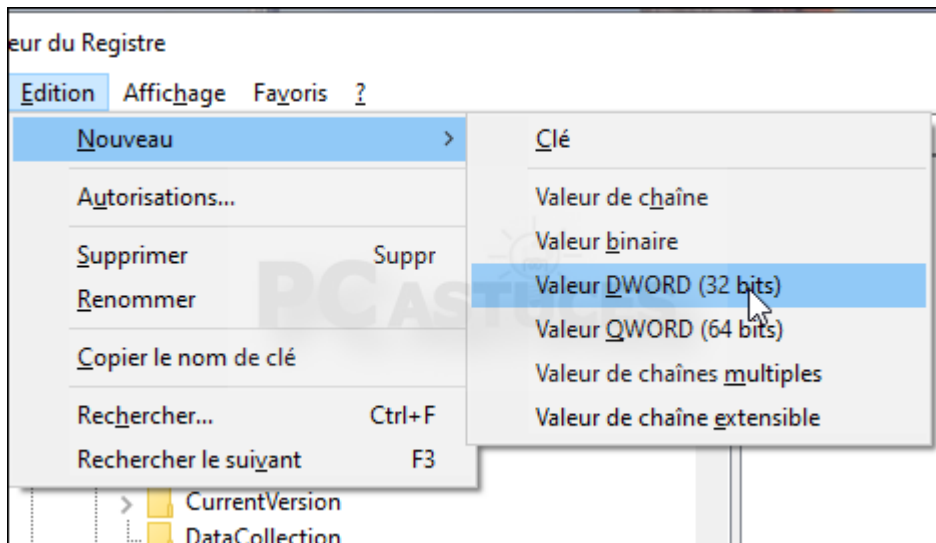 eur du Registre
Edition Affichage Favoris ?
Nouveau >
Autorisations...
Supprimer Suppr
Renommer
Copier le nom de clé
Rechercher... Ctrl+F
Rechercher le suivant F3
Clé
Valeur de chaîne
Valeur binaire
Valeur DWORD (32 bits)
Valeur QWORD (64 bits)
Valeur de chaînes multiples
Valeur de chaîne extensible
CurrentVersion
DataCollection
PC ASTUCES